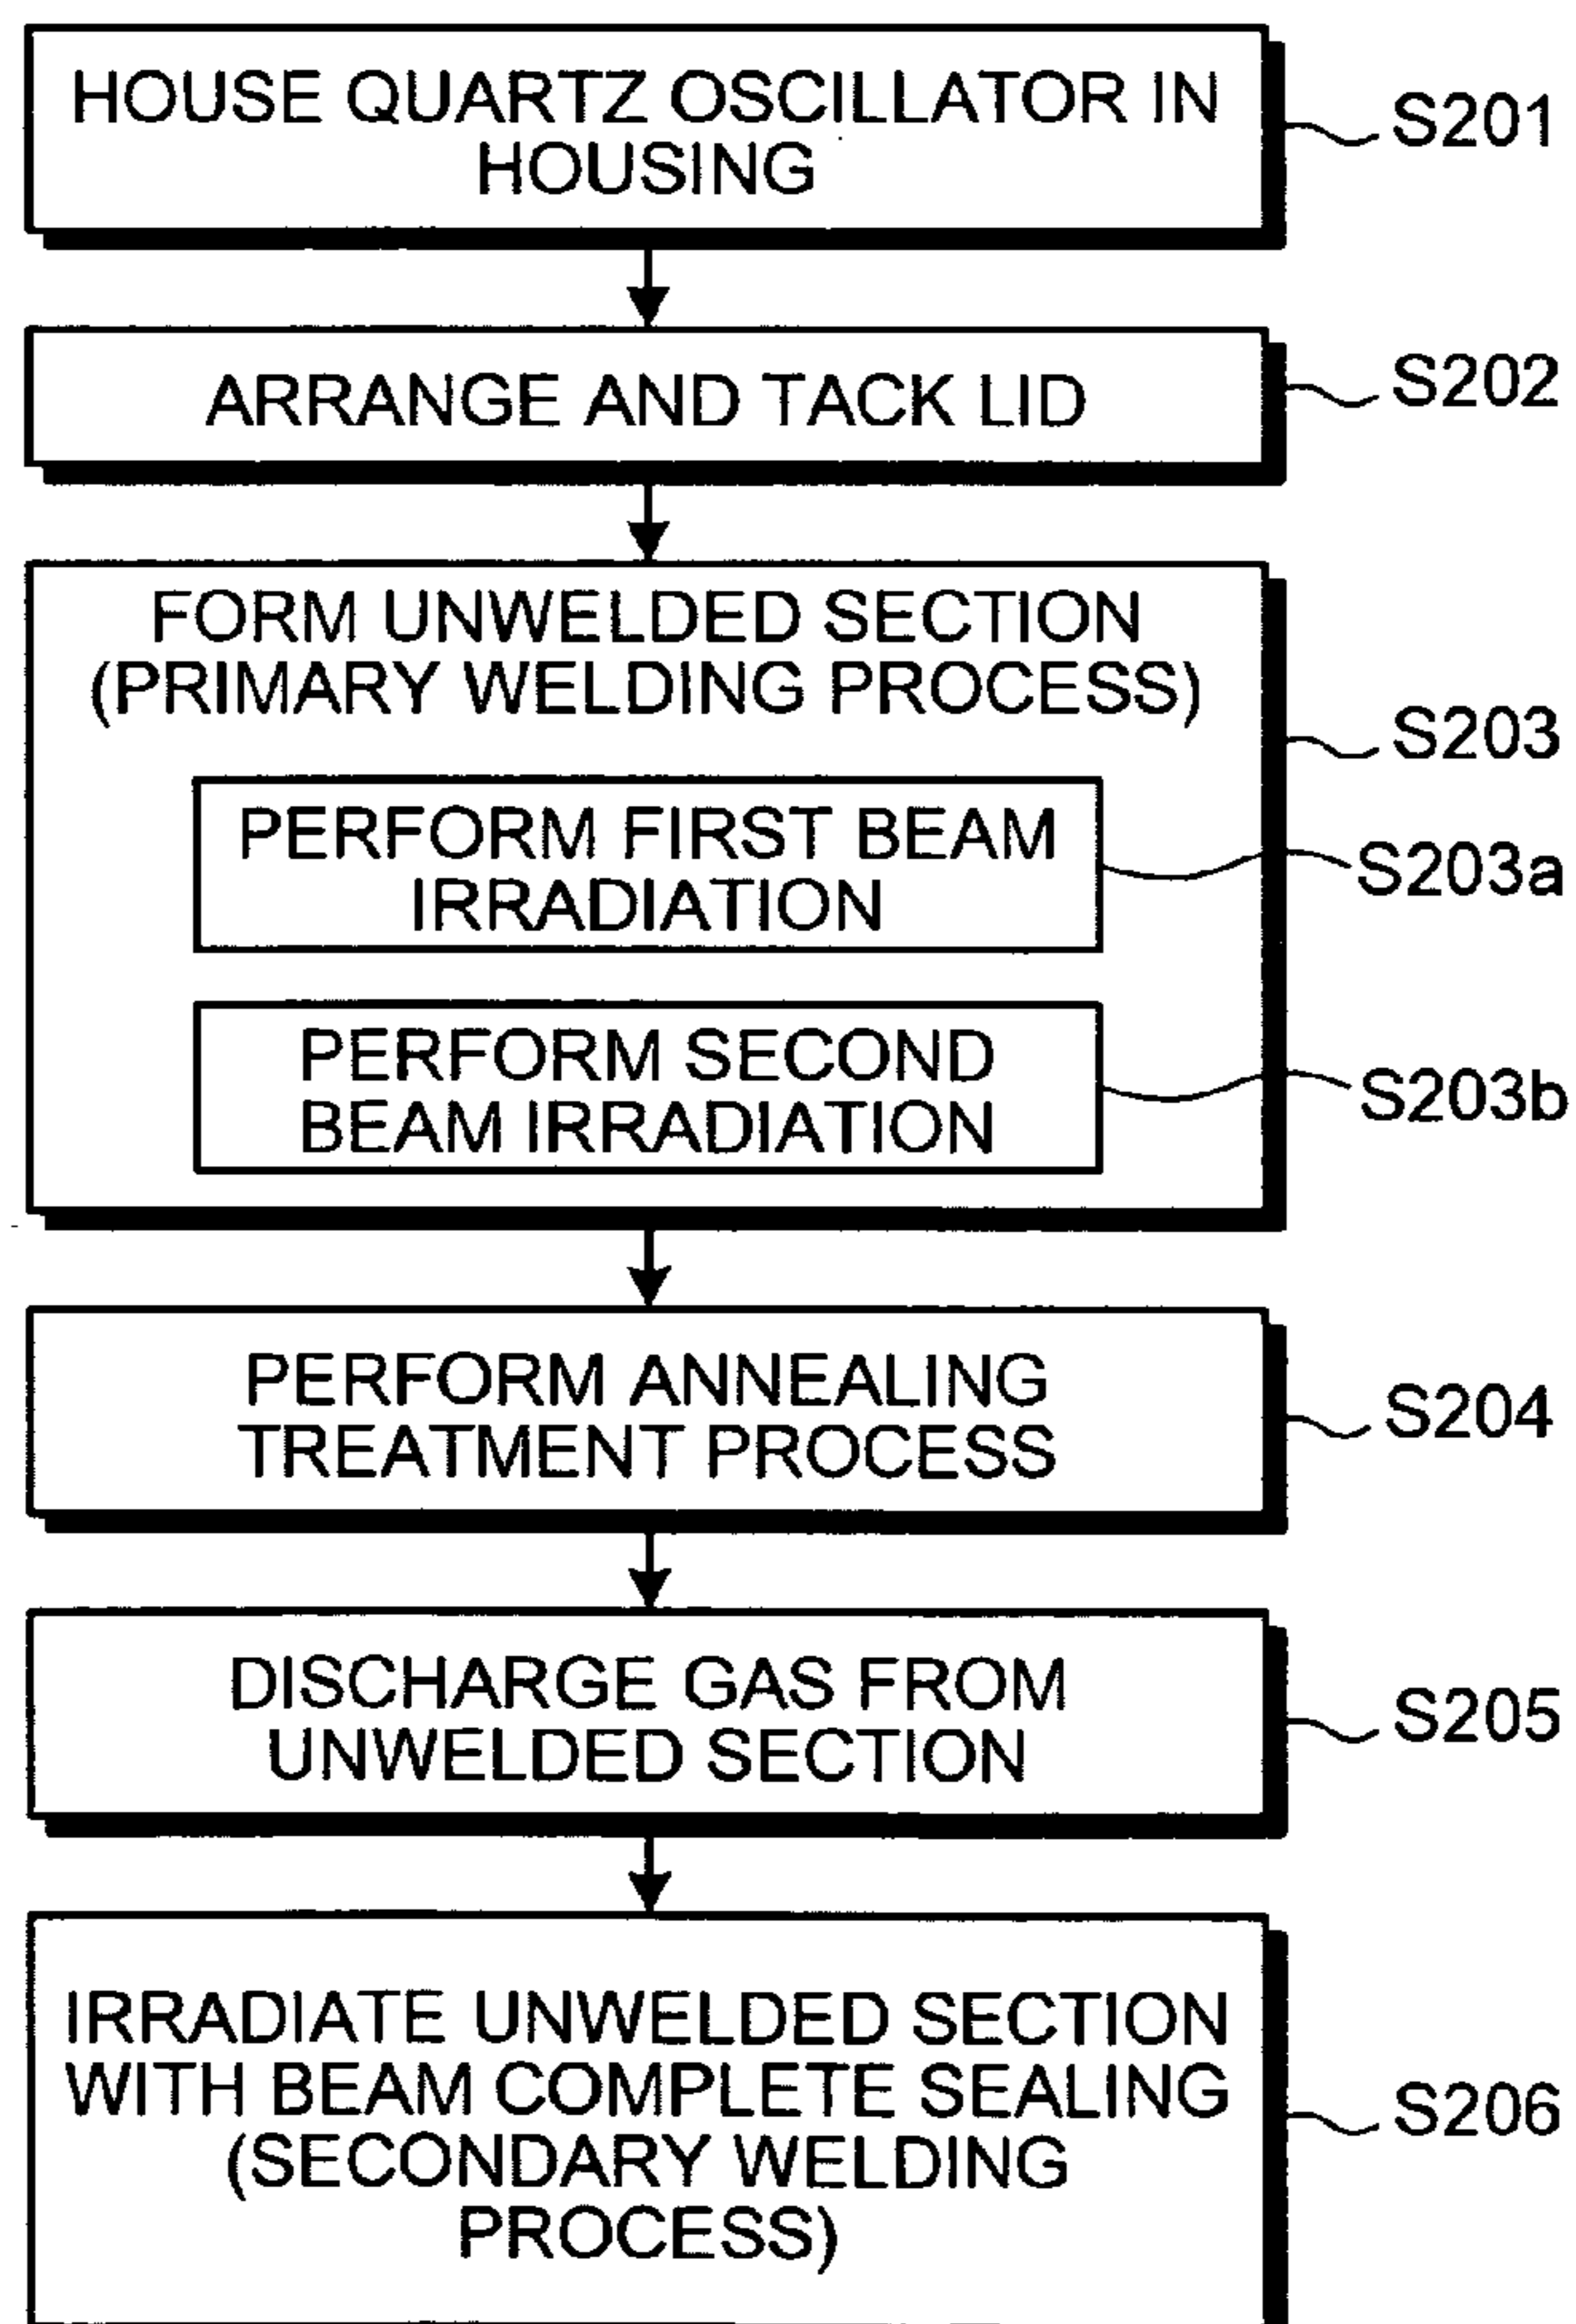 HOUSE QUARTZ OSCILLATOR IN
HOUSING
S201
ARRANGE AND TACK LID
S202
FORM UNWELDED SECTION
(PRIMARY WELDING PROCESS)
S203
PERFORM FIRST BEAM
IRRADIATION
S203a
PERFORM SECOND
BEAM IRRADIATION
S203b
PERFORM ANNEALING
TREATMENT PROCESS
S204
DISCHARGE GAS FROM
UNWELDED SECTION
S205
IRRADIATE UNWELDED SECTION
WITH BEAM COMPLETE SEALING
(SECONDARY WELDING
PROCESS)
S206